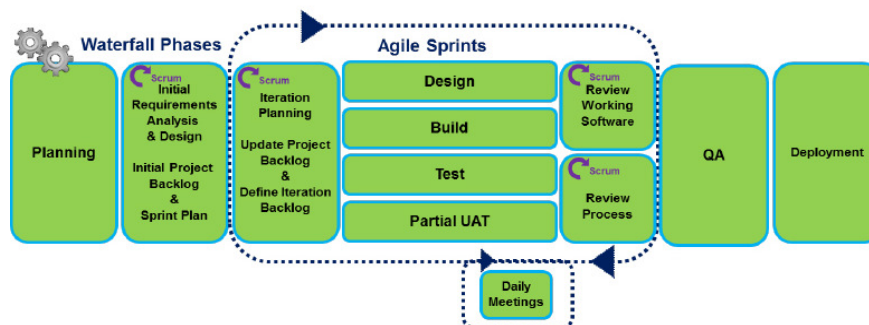 Waterfall Phases
Agile Sprints
Planning
Scrum
Initial
Requirements
Analysis
& Design
Initial Project
Backlog
&
Sprint Plan
Scrum
Iteration
Planning
Update Project
Backlog
&
Define Iteration
Backlog
Design
Build
Test
Partial UAT
Scrum
Review
Working
Software
Scrum
Review
Process
QA
Deployment
Daily
Meetings